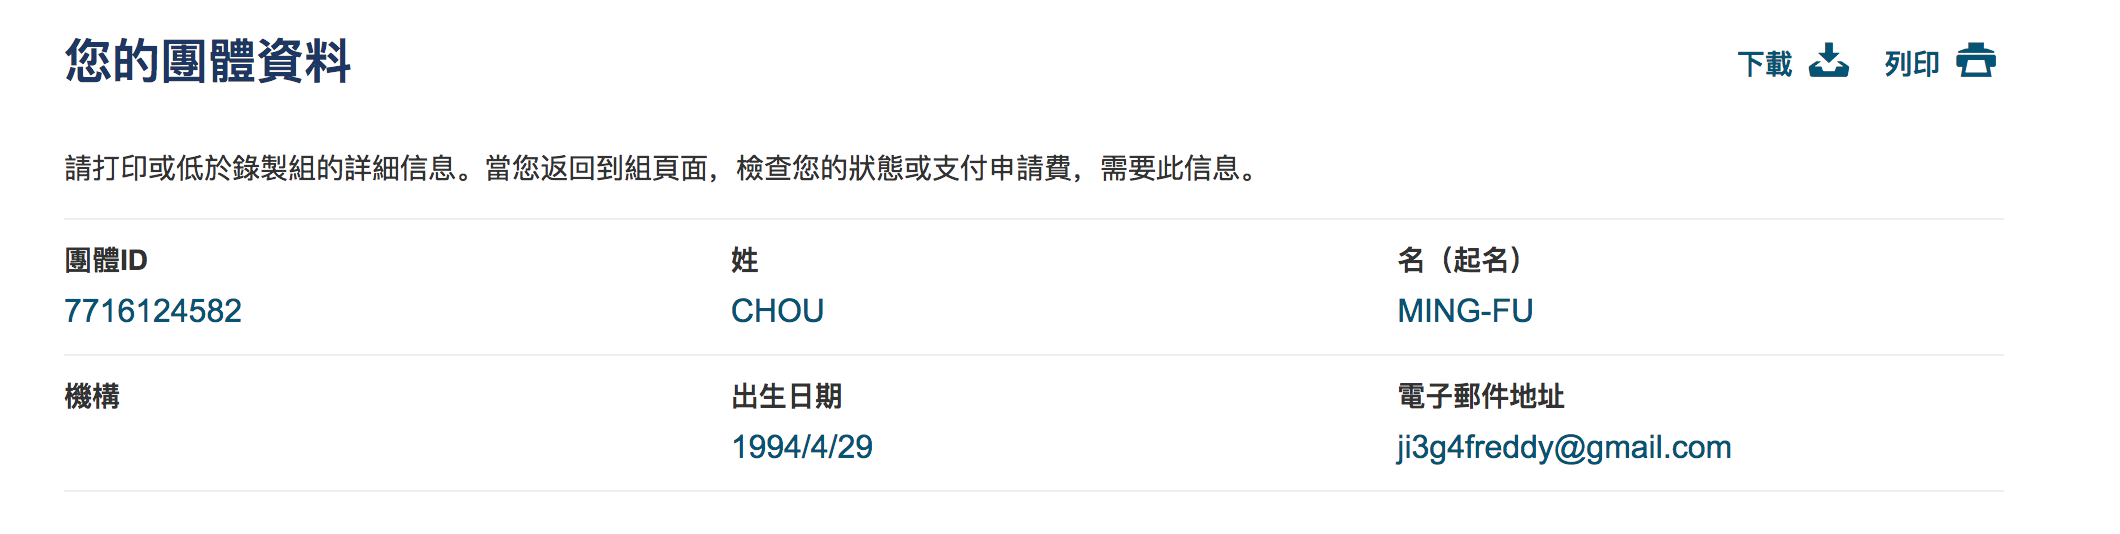 您的團體資料
下載 列印
請打印或低於錄製組的詳細信息。當您返回到組頁面，檢查您的狀態或支付申請費，需要此信息。
團體ID 姓 名（起名）
7716124582 CHOU MING-FU
機構 出生日期 電子郵件地址
1994/4/29 ji3g4freddy@gmail.com